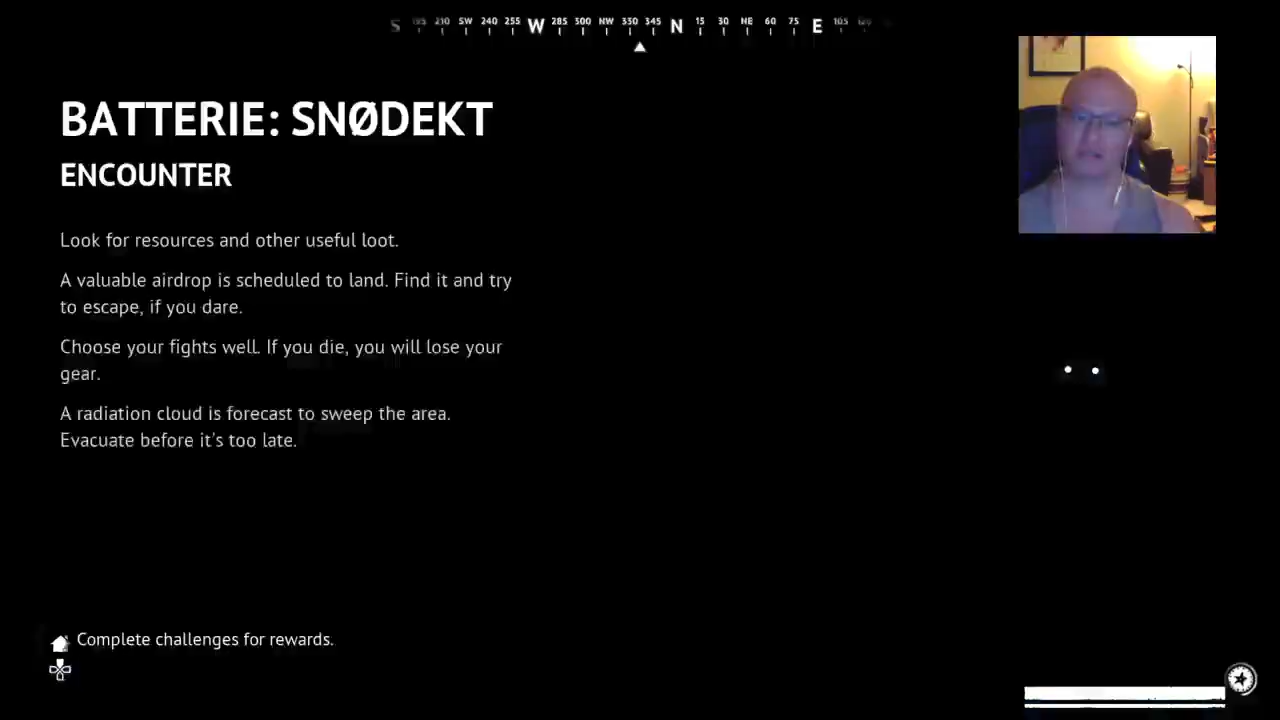 S 195 210 SW 240 255 W 285 300 NW 330 345 N 15 30 NE 60 75 E 105 120
BATTERIE: SNØDEKT
ENCOUNTER
Look for resources and other useful loot.
A valuable airdrop is scheduled to land. Find it and try
to escape, if you dare.
Choose your fights well. If you die, you will lose your
gear.
A radiation cloud is forecast to sweep the area.
Evacuate before it's too late.
Complete challenges for rewards.